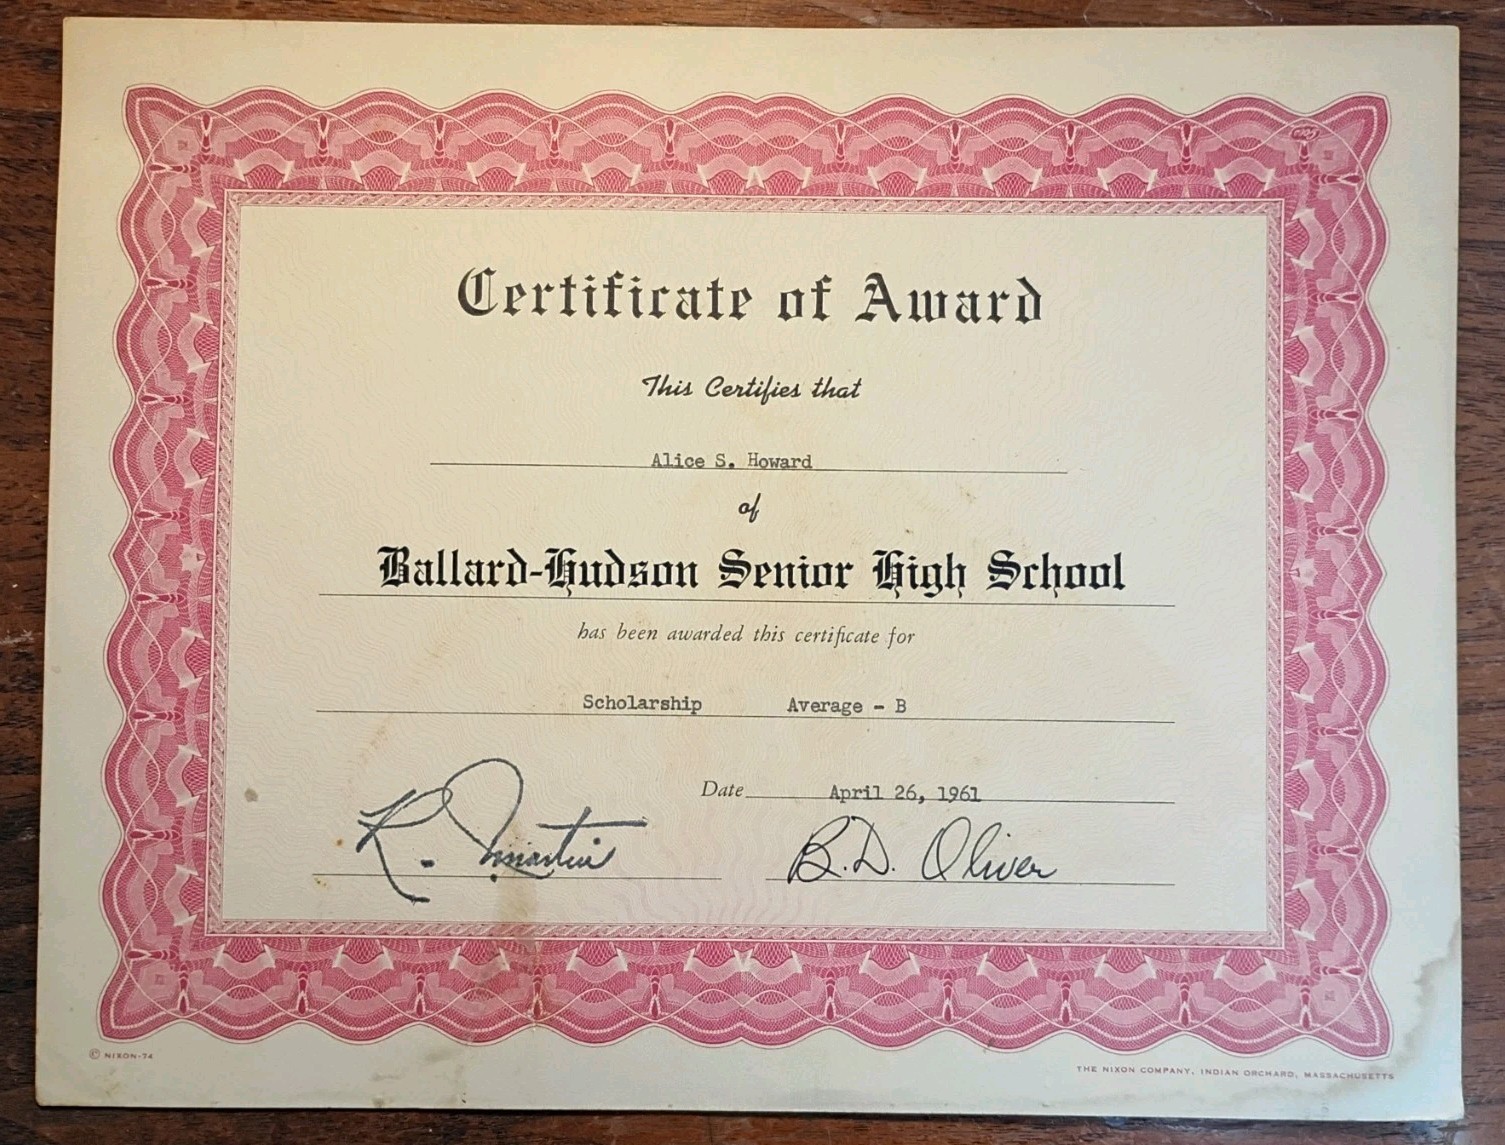 Certificate of Award
This Certifies that
Alice S. Howard
of
Ballard-Hudson Senior High School
has been awarded this certificate for
Scholarship Average - B
Date April 26, 1961
R. Martin B.D. Oliver
© NIXON-74
THE NIXON COMPANY, INDIAN ORCHARD, MASSACHUSETTS